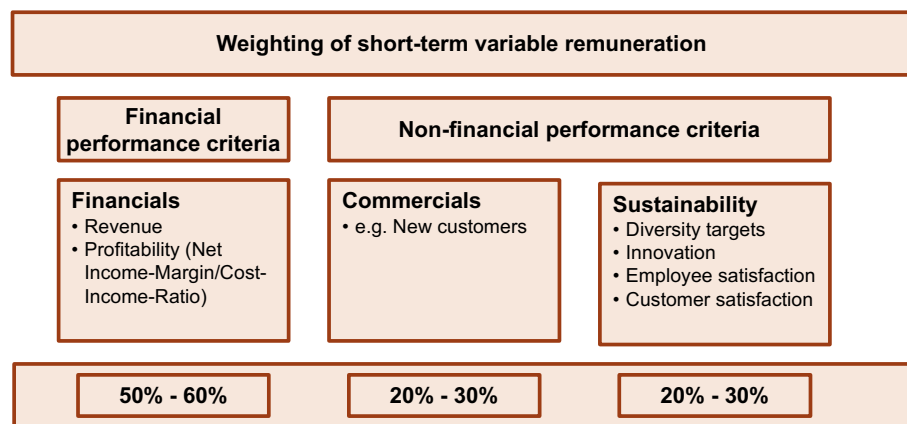 Weighting of short-term variable remuneration
Financial
performance criteria
Non-financial performance criteria
Financials
• Revenue
• Profitability (Net
Income-Margin/Cost-
Income-Ratio)
Commercials
• e.g. New customers
Sustainability
• Diversity targets
• Innovation
• Employee satisfaction
• Customer satisfaction
50% - 60%
20% - 30%
20% - 30%